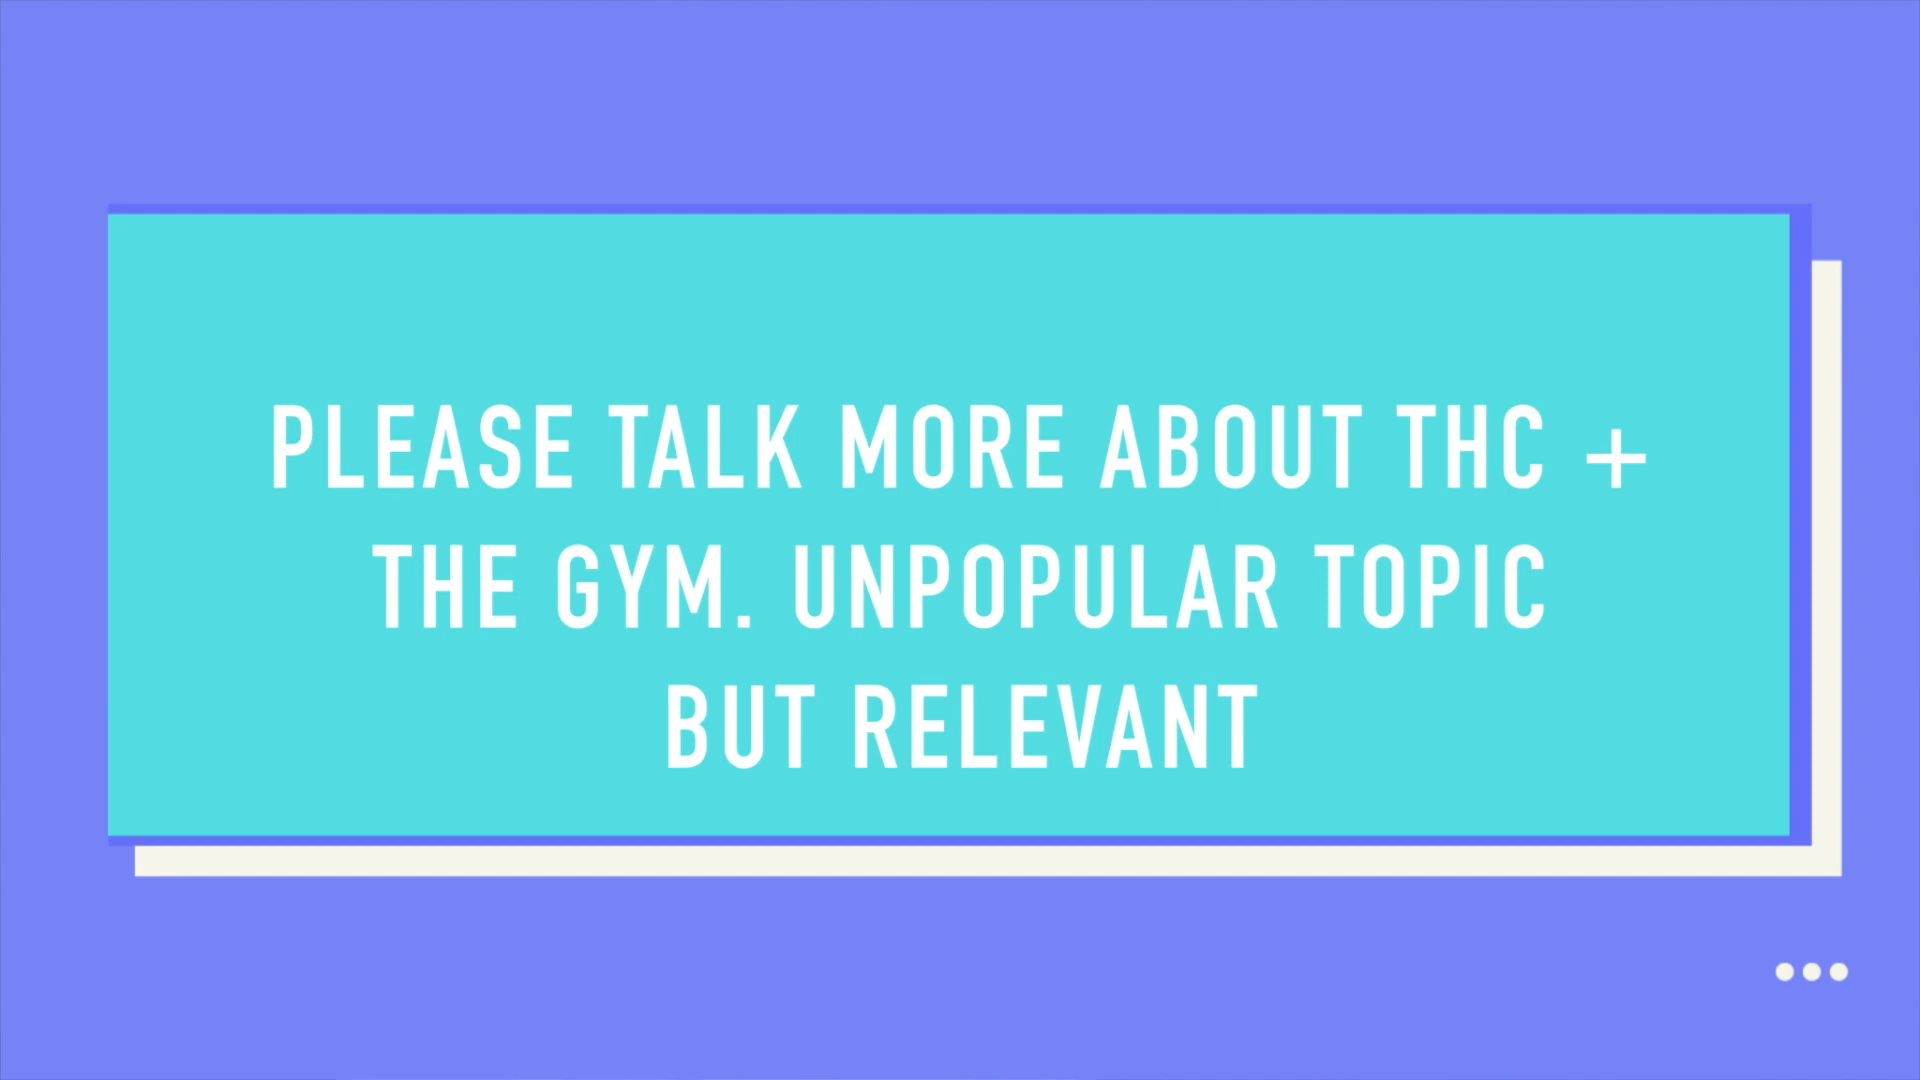 PLEASE TALK MORE ABOUT THC +
THE GYM. UNPOPULAR TOPIC
BUT RELEVANT